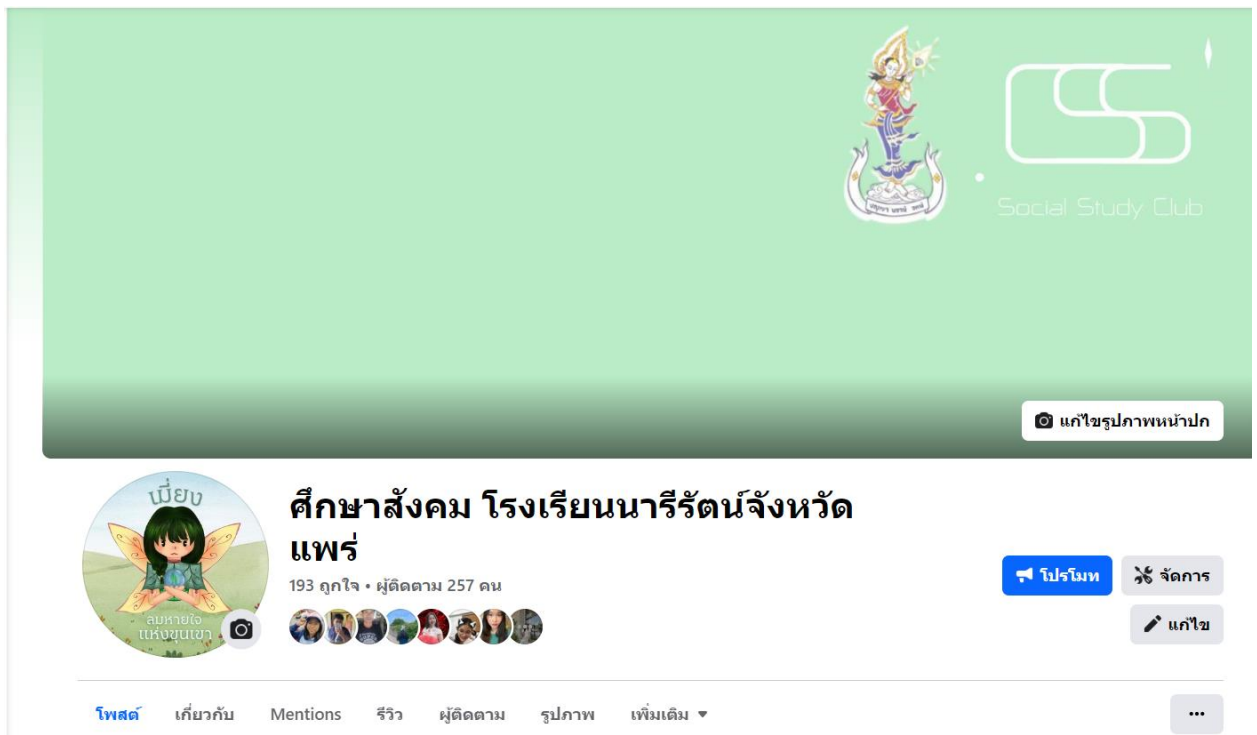 Social Study Club
แก้ไขรูปภาพหน้าปก
เมี่ยง
ลมหายใจ
แห่งขุนเขา
ศึกษาสังคม โรงเรียนนารีรัตน์จังหวัด
แพร่
193 ถูกใจ • ผู้ติดตาม 257 คน
โปรโมท
จัดการ
แก้ไข
โพสต์ เกี่ยวกับ Mentions รีวิว ผู้ติดตาม รูปภาพ เพิ่มเติม